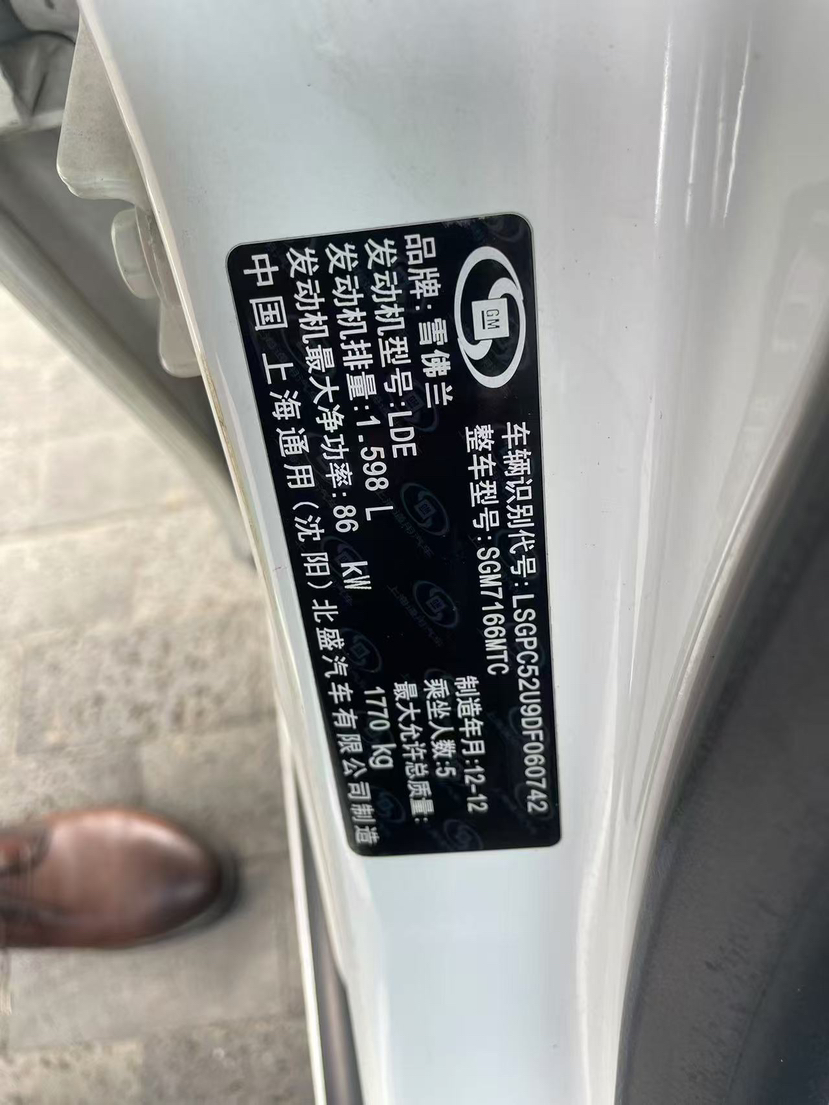 GM
车辆识别代号:LSGPC52U9DF060742
整车型号:SGM7166MTC
品牌:雪佛兰 制造年月:12-12
发动机型号:LDE 乘坐人数:5
发动机排量:1.598 L 最大允许总质量:
发动机最大净功率:86 kW 1770 kg
中国 上海通用(沈阳)北盛汽车有限公司制造